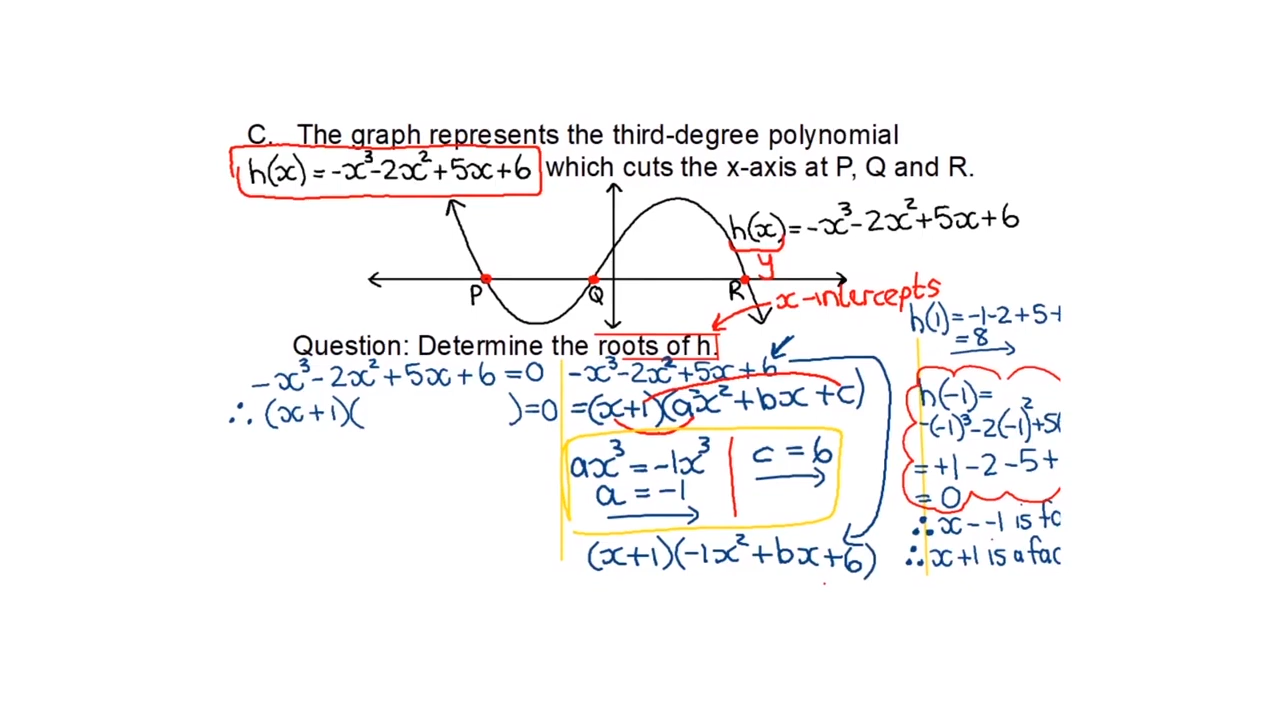 C. The graph represents the third-degree polynomial
h(x) = -x³-2x²+5x+6 which cuts the x-axis at P, Q and R.
h(x) = -x³-2x²+5x+6
y
P
Q
R
x-intercepts
Question: Determine the roots of h.
-x³-2x²+5x+6=0
∴(x+1)( )=0
-x³-2x²+5x+6
=(x+1)(ax²+bx+c)
ax³=-1x³
a=-1
c=6
(x+1)(-1x²+bx+6)
h(1)=-1-2+5+
=8
h(-1)=
-(-1)³-2(-1)²+5(
=+1-2-5+
=0
∴x--1 is fa
∴x+1 is a fac